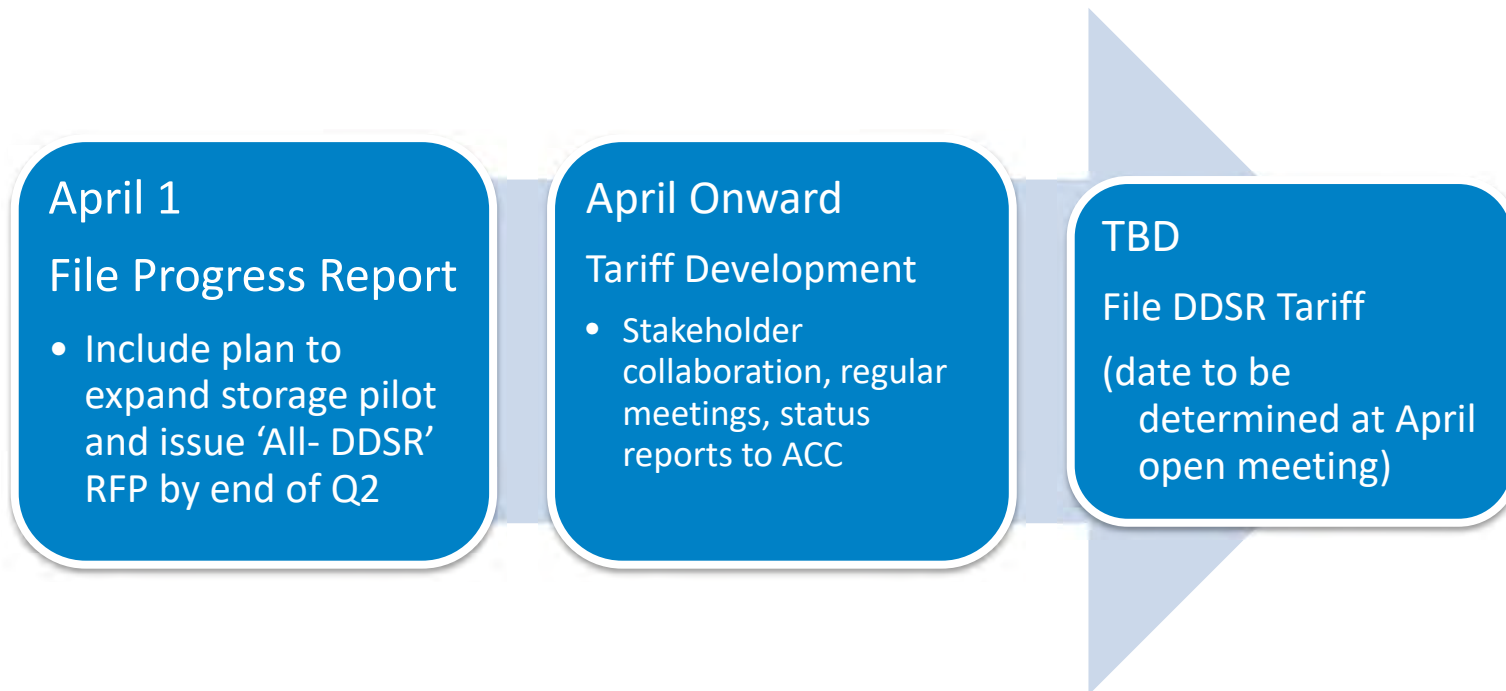 April 1
File Progress Report
• Include plan to
expand storage pilot
and issue ‘All- DDSR’
RFP by end of Q2
April Onward
Tariff Development
• Stakeholder
collaboration, regular
meetings, status
reports to ACC
TBD
File DDSR Tariff
(date to be
determined at April
open meeting)